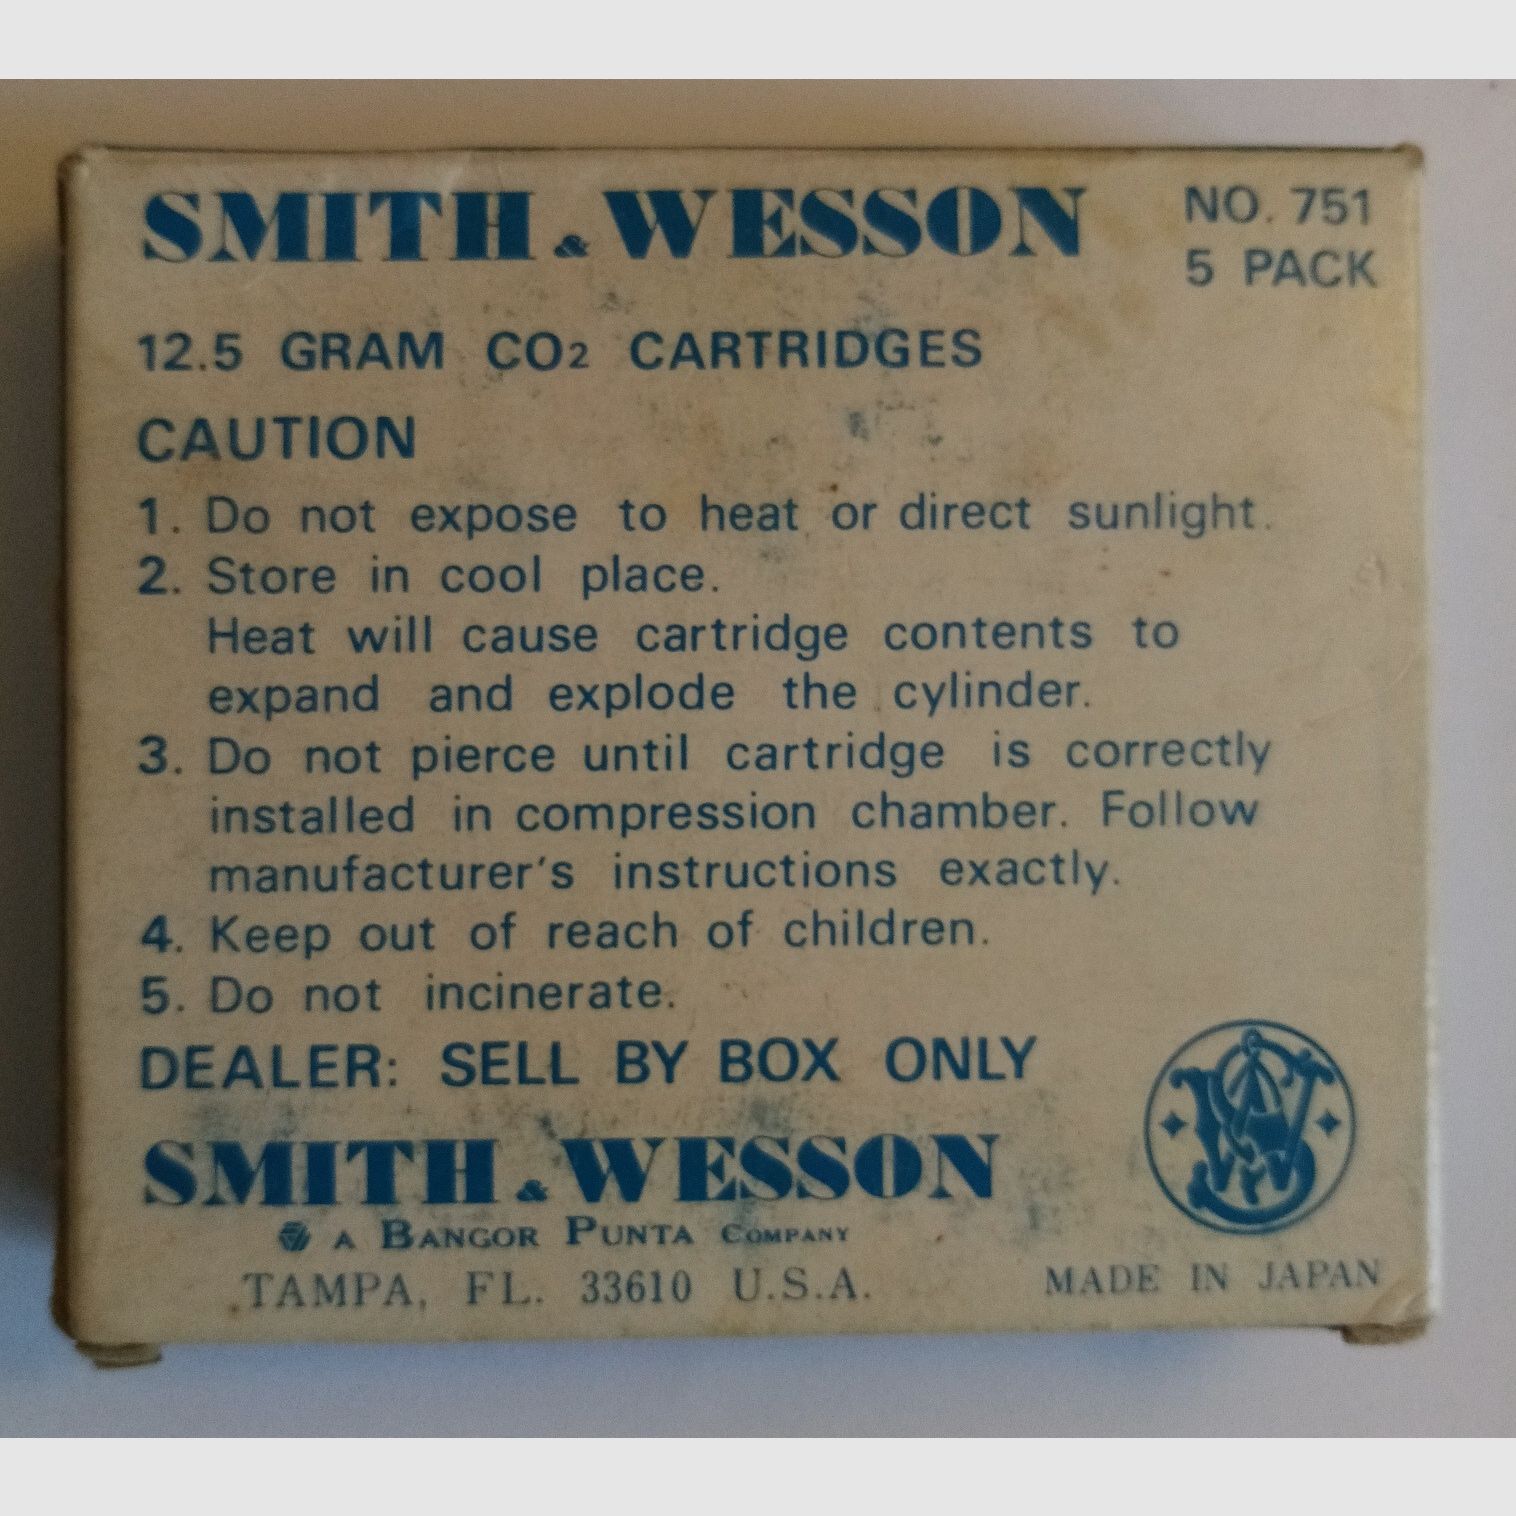 SMITH & WESSON
NO. 751
5 PACK
12.5 GRAM CO2 CARTRIDGES
CAUTION
1. Do not expose to heat or direct sunlight.
2. Store in cool place.
Heat will cause cartridge contents to
expand and explode the cylinder.
3. Do not pierce until cartridge is correctly
installed in compression chamber. Follow
manufacturer's instructions exactly.
4. Keep out of reach of children.
5. Do not incinerate.
DEALER: SELL BY BOX ONLY
SMITH & WESSON
A BANGOR PUNTA COMPANY
TAMPA, FL. 33610 U.S.A.
S&W
MADE IN JAPAN